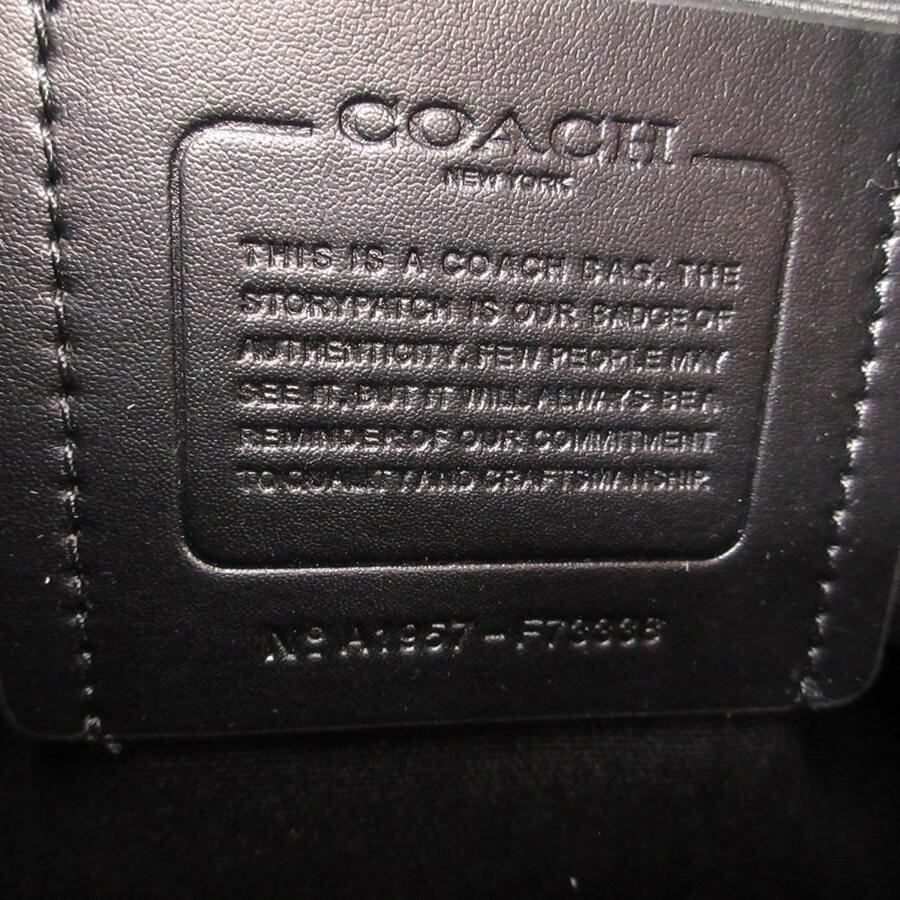 COACH
NEW YORK
THIS IS A COACH BAG. THE
STORYPATCH IS OUR BADGE OF
AUTHENTICITY. FEW PEOPLE MAY
SEE IT, BUT IT WILL ALWAYS BE A
REMINDER OF OUR COMMITMENT
TO QUALITY AND CRAFTSMANSHIP.
Nº A1957-F73336